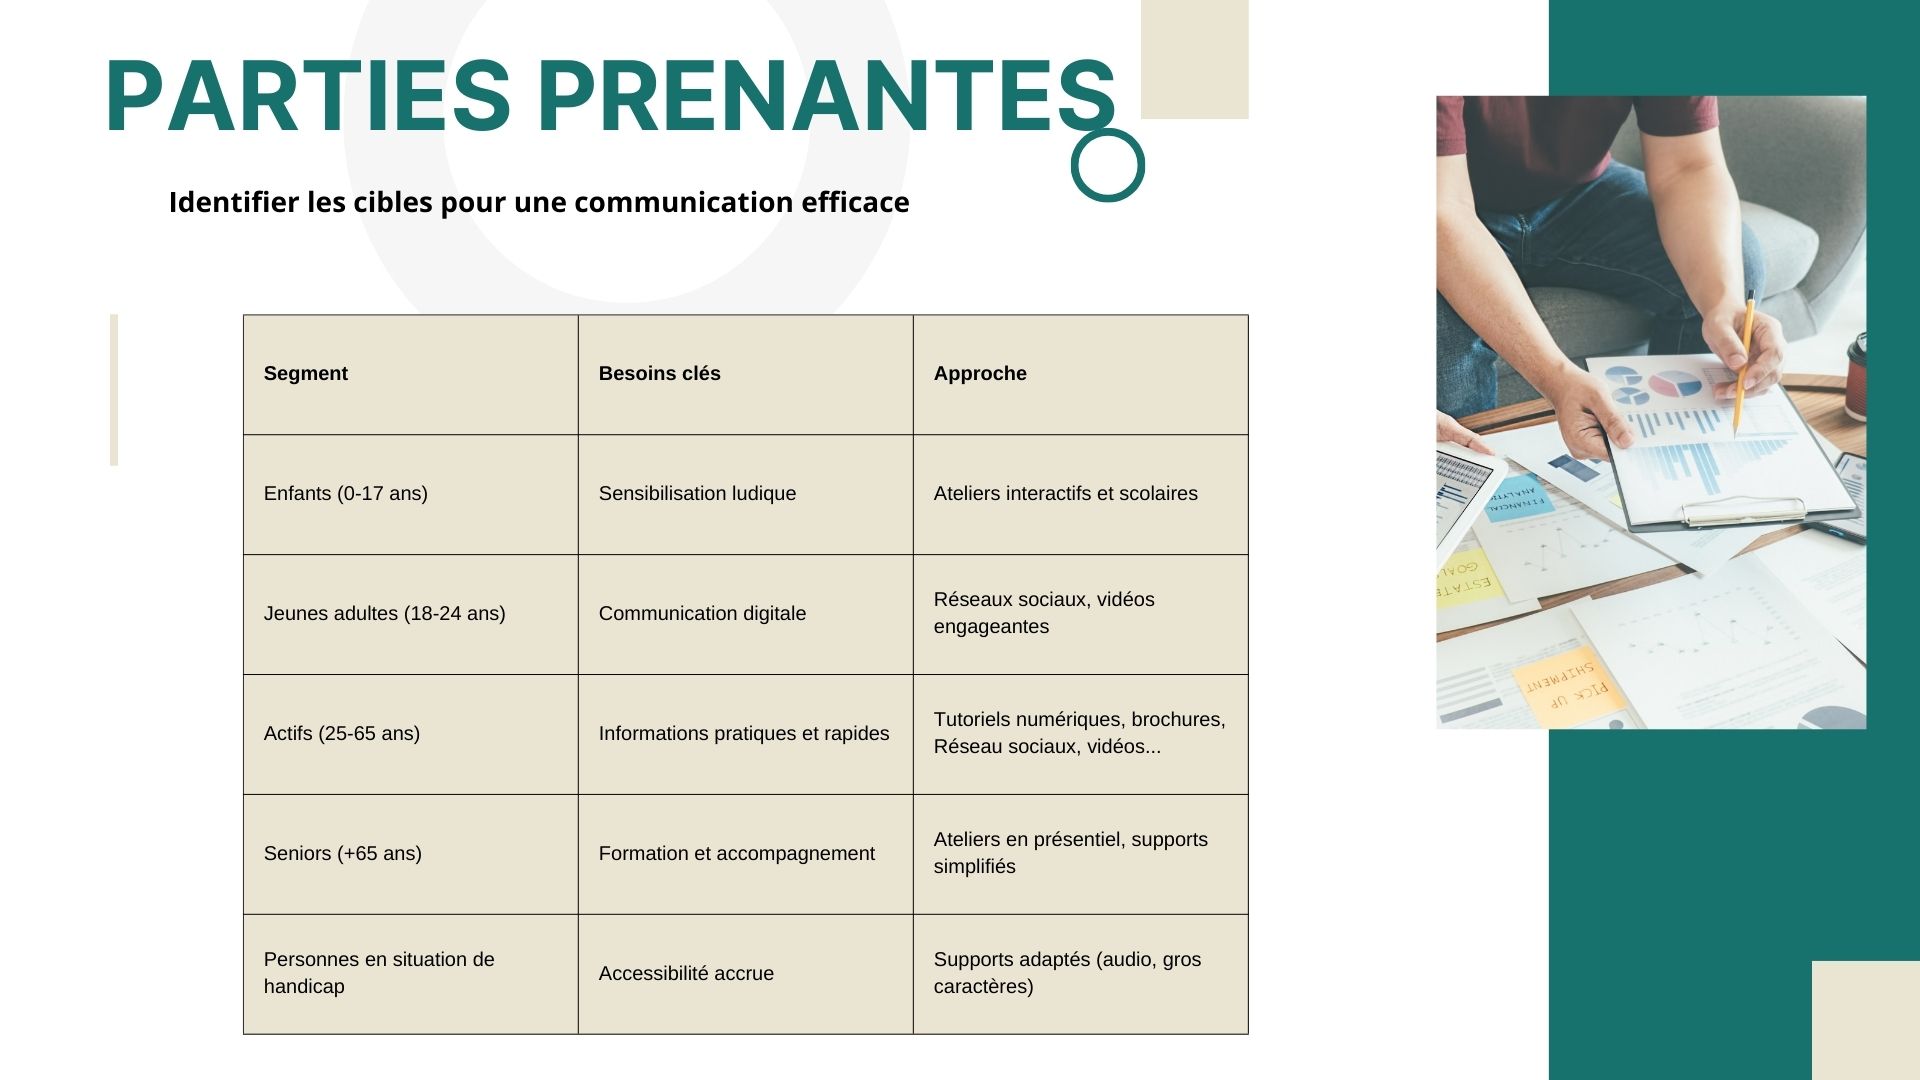 PARTIES PRENANTES
Identifier les cibles pour une communication efficace
Segment
Besoins clés
Approche
Enfants (0-17 ans)
Sensibilisation ludique
Ateliers interactifs et scolaires
Jeunes adultes (18-24 ans)
Communication digitale
Réseaux sociaux, vidéos
engageantes
Actifs (25-65 ans)
Informations pratiques et rapides
Tutoriels numériques, brochures,
Réseau sociaux, vidéos...
Seniors (+65 ans)
Formation et accompagnement
Ateliers en présentiel, supports
simplifiés
Personnes en situation de
handicap
Accessibilité accrue
Supports adaptés (audio, gros
caractères)
FINANCIAL
ESTATE
GOAL
PICK UP
SHIPMENT